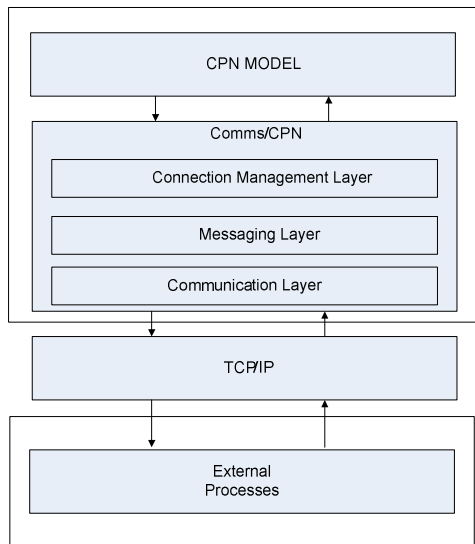 CPN MODEL
Comms/CPN
Connection Management Layer
Messaging Layer
Communication Layer
TCP/IP
External
Processes